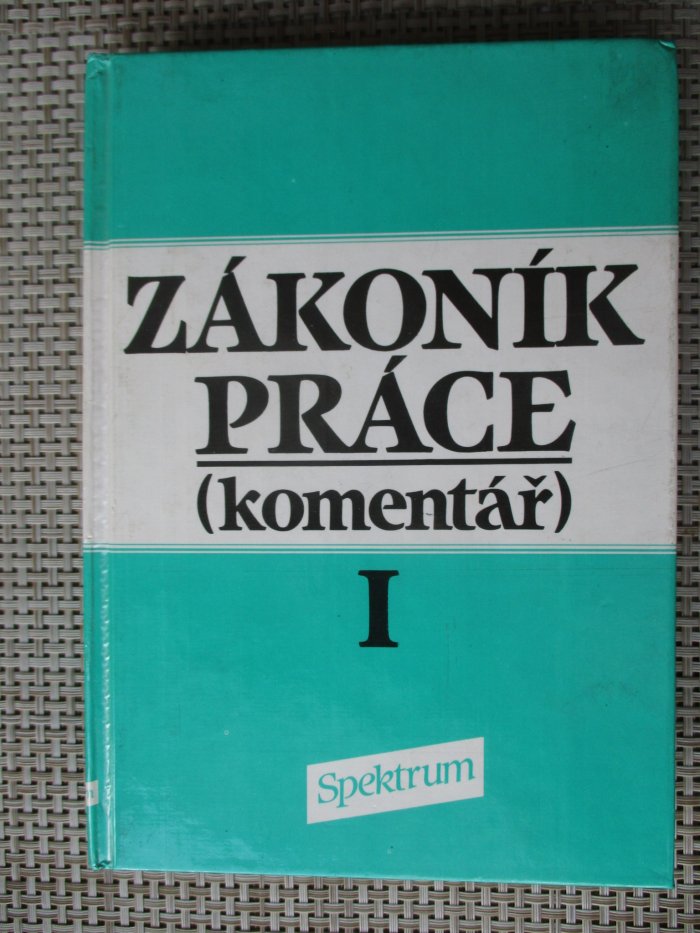 ZÁKONÍK
PRÁCE
(komentář)
I
Spektrum